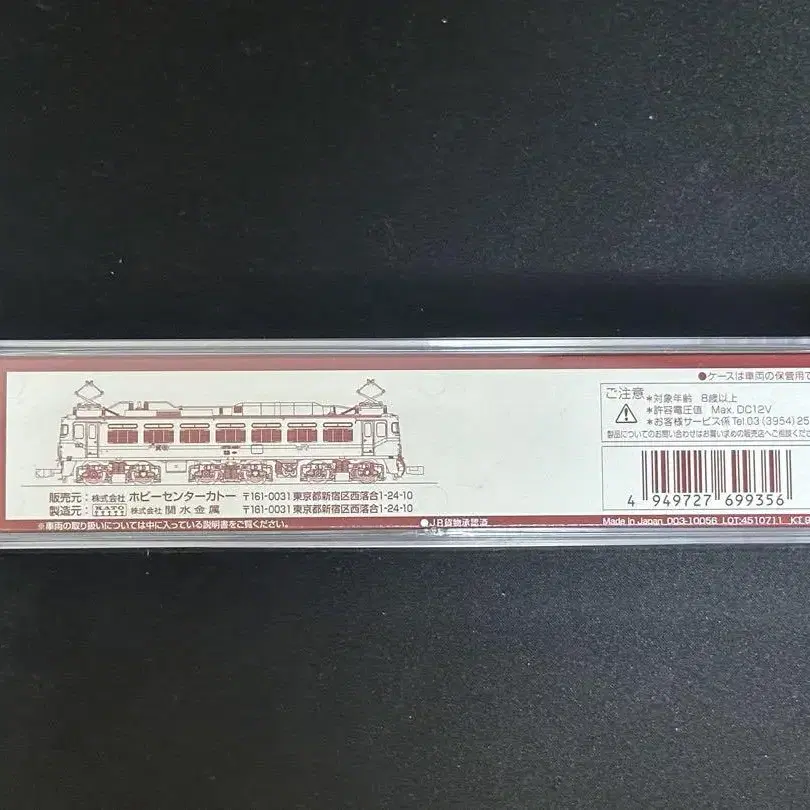 ●ケースは車両の保管用で
ご注意
*対象年齢 8歳以上
*許容電圧値 Max. DC12V
*お客様サービス係 Tel.03 (3954) 25
製品についてのお問い合わせはお買い求めの販売店へご相談くださ
販売元： 株式会社 ホビーセンターカトー 〒161-0031 東京都新宿区西落合1-24-10
製造元： KATO 株式会社 関水金属 〒161-0031 東京都新宿区西落合1-24-10
4 949727 699356
※車両の取り扱いについては中に入っている説明書をご覧ください。
●JR貨物承認済
Made in Japan 003-10056 LOT:4510711